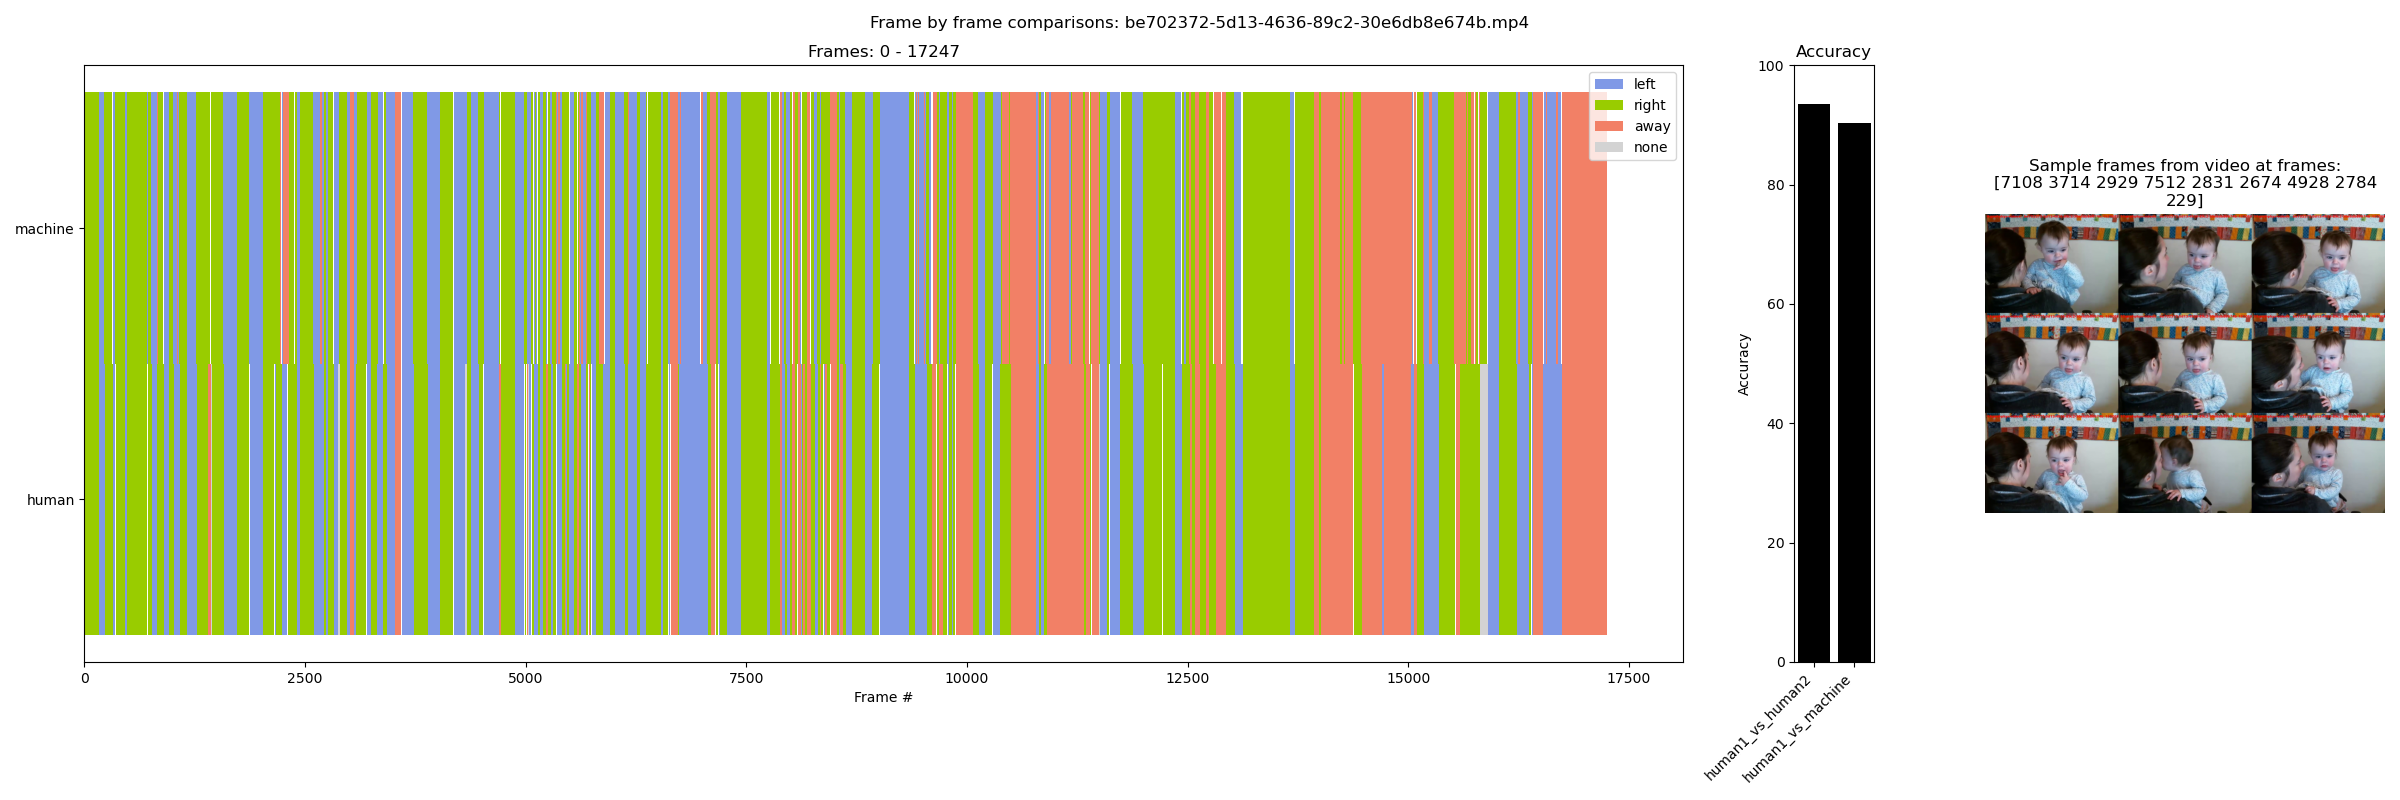 Frame by frame comparisons: be702372-5d13-4636-89c2-30e6db8e674b.mp4
Frames: 0 - 17247
left
right
away
none
machine
human
0
2500
5000
7500
10000
12500
15000
17500
Frame #
Accuracy
100
80
60
40
20
0
Accuracy
human1_vs_human2
human1_vs_machine
Sample frames from video at frames:
[7108 3714 2929 7512 2831 2674 4928 2784
229]